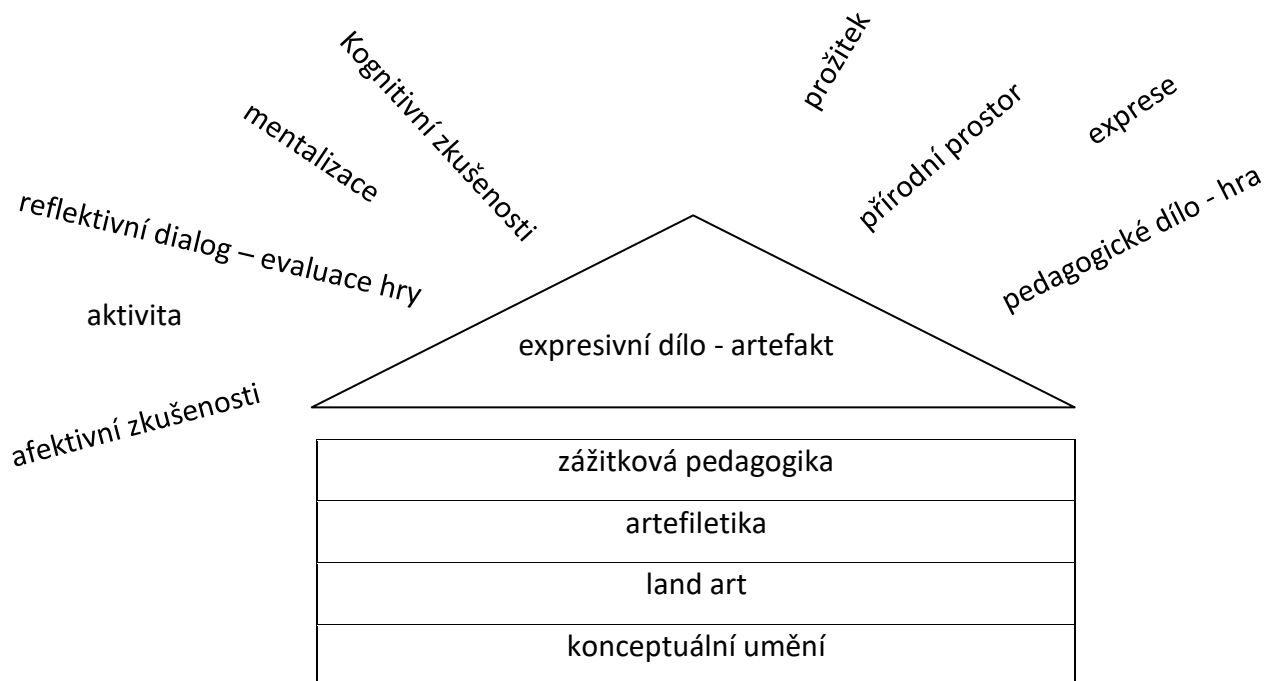 Kognitivní zkušenosti
prožitek
mentalizace
přírodní prostor
exprese
reflektivní dialog – evaluace hry
pedagogické dílo - hra
aktivita
expresivní dílo - artefakt
afektivní zkušenosti
zážitková pedagogika
artefiletika
land art
konceptuální umění